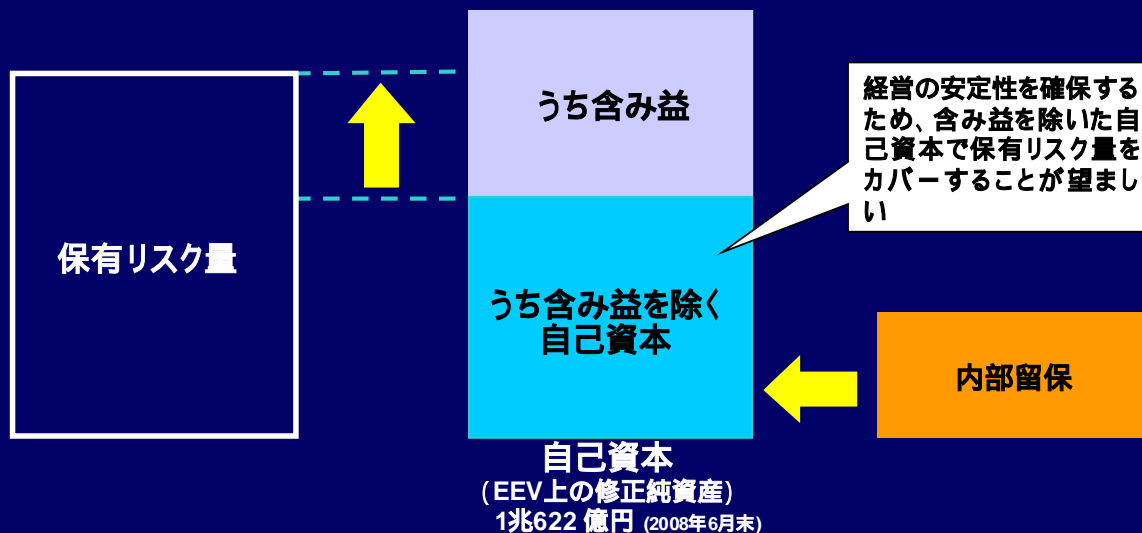 うち含み益
経営の安定性を確保する
ため、含み益を除いた自
己資本で保有リスク量を
カバーすることが望まし
い
保有リスク量
うち含み益を除く
自己資本
内部留保
自己資本
（EEV上の修正純資産）
1兆622 億円 (2008年6月末)